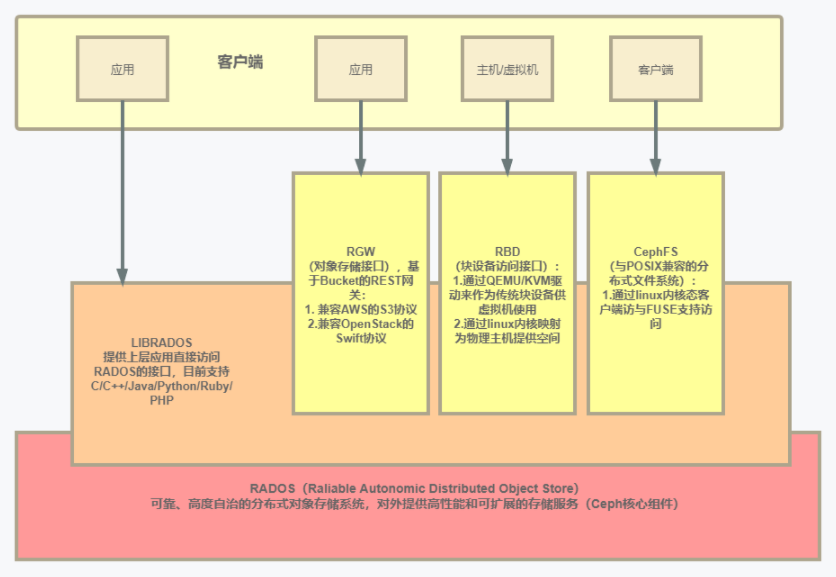 客户端
应用
应用
主机/虚拟机
客户端
RGW
(对象存储接口），基
于Bucket的REST网
关：
1. 兼容AWS的S3协议
2.兼容OpenStack的
Swift协议
RBD
(块设备访问接口）：
1.通过QEMU/KVM驱
动来作为传统块设备供
虚拟机使用
2.通过linux内核映射
为物理主机提供空间
CephFS
(与POSIX兼容的分
布式文件系统）：
1.通过linux内核态客
户端访与FUSE支持访
问
LIBRADOS
提供上层应用直接访问
RADOS的接口，目前支持
C/C++/Java/Python/Ruby/
PHP
RADOS（Raliable Autonomic Distributed Object Store）
可靠、高度自治的分布式对象存储系统，对外提供高性能和可扩展的存储服务（Ceph核心组件）